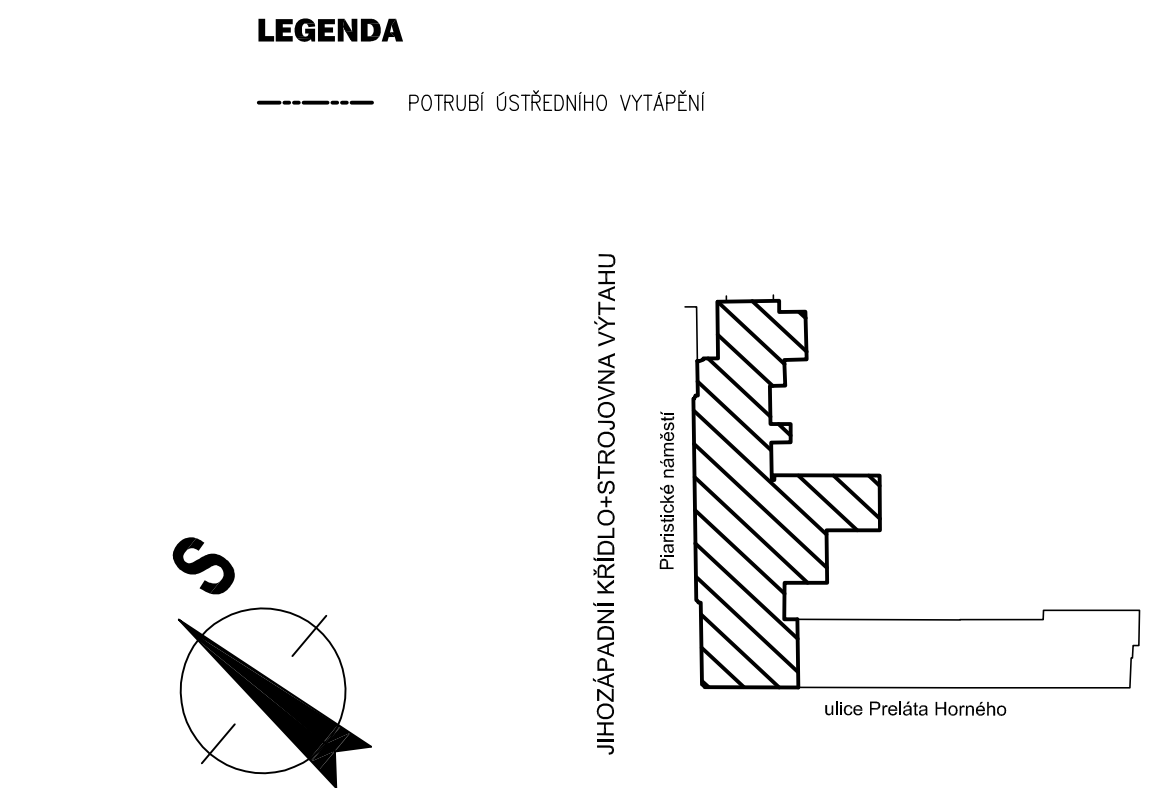 LEGENDA
POTRUBÍ ÚSTŘEDNÍHO VYTÁPĚNÍ
JIHOZÁPADNÍ KŘÍDLO+STROJOVNA VÝTAHU
Piaristické náměstí
S
ulice Preláta Horného